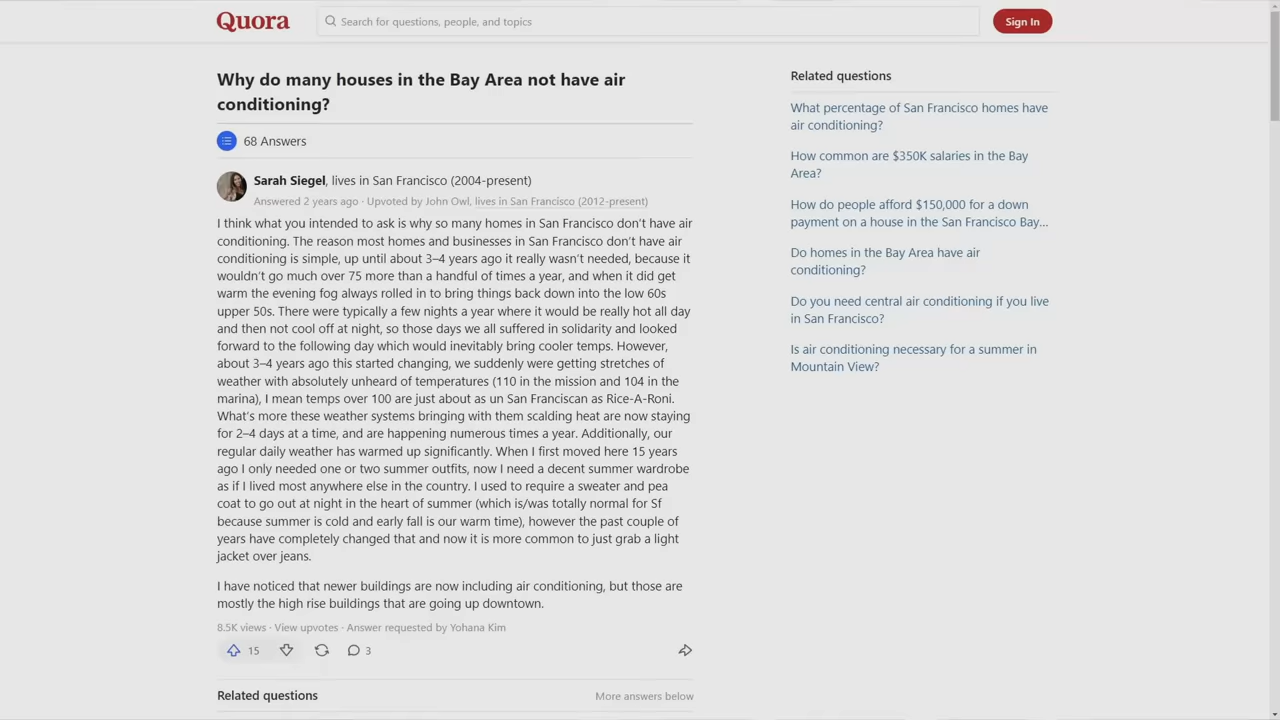 Quora
Search for questions, people, and topics
Sign In
Why do many houses in the Bay Area not have air
conditioning?
68 Answers
Sarah Siegel, lives in San Francisco (2004-present)
Answered 2 years ago · Upvoted by John Owl, lives in San Francisco (2012-present)
I think what you intended to ask is why so many homes in San Francisco don’t have air
conditioning. The reason most homes and businesses in San Francisco don’t have air
conditioning is simple, up until about 3–4 years ago it really wasn’t needed, because it
wouldn’t go much over 75 more than a handful of times a year, and when it did get
warm the evening fog always rolled in to bring things back down into the low 60s
upper 50s. There were typically a few nights a year where it would be really hot all day
and then not cool off at night, so those days we all suffered in solidarity and looked
forward to the following day which would inevitably bring cooler temps. However,
about 3–4 years ago this started changing, we suddenly were getting stretches of
weather with absolutely unheard of temperatures (110 in the mission and 104 in the
marina), I mean temps over 100 are just about as un San Franciscan as Rice-A-Roni.
What’s more these weather systems bringing with them scalding heat are now staying
for 2–4 days at a time, and are happening numerous times a year. Additionally, our
regular daily weather has warmed up significantly. When I first moved here 15 years
ago I only needed one or two summer outfits, now I need a decent summer wardrobe
as if I lived most anywhere else in the country. I used to require a sweater and pea
coat to go out at night in the heart of summer (which is/was totally normal for Sf
because summer is cold and early fall is our warm time), however the past couple of
years have completely changed that and now it is more common to just grab a light
jacket over jeans.
I have noticed that newer buildings are now including air conditioning, but those are
mostly the high rise buildings that are going up downtown.
8.5K views · View upvotes · Answer requested by Yohana Kim
15
3
Related questions
More answers below
Related questions
What percentage of San Francisco homes have
air conditioning?
How common are $350K salaries in the Bay
Area?
How do people afford $150,000 for a down
payment on a house in the San Francisco Bay...
Do homes in the Bay Area have air
conditioning?
Do you need central air conditioning if you live
in San Francisco?
Is air conditioning necessary for a summer in
Mountain View?